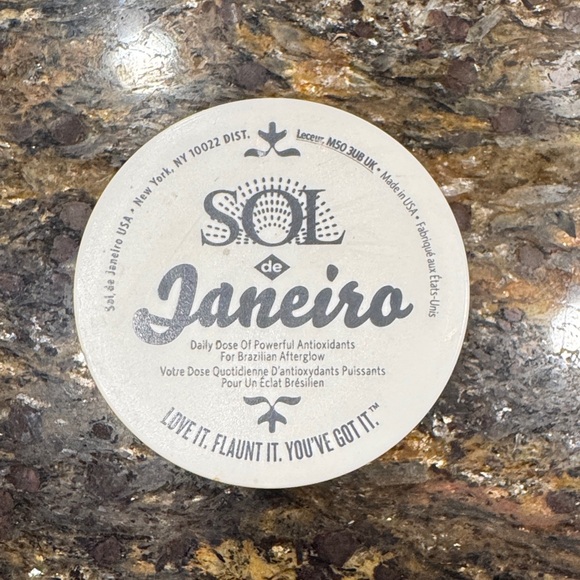 Sol de Janeiro USA • New York, NY 10022 DIST.
MSO 3UB UK • Made in USA • Fabriqué aux États-Unis
SOL
de
Janeiro
Daily Dose Of Powerful Antioxidants
For Brazilian Afterglow
Votre Dose Quotidienne D'antioxydants Puissants
Pour Un Éclat Brésilien
LOVE IT. FLAUNT IT. YOU'VE GOT IT.™